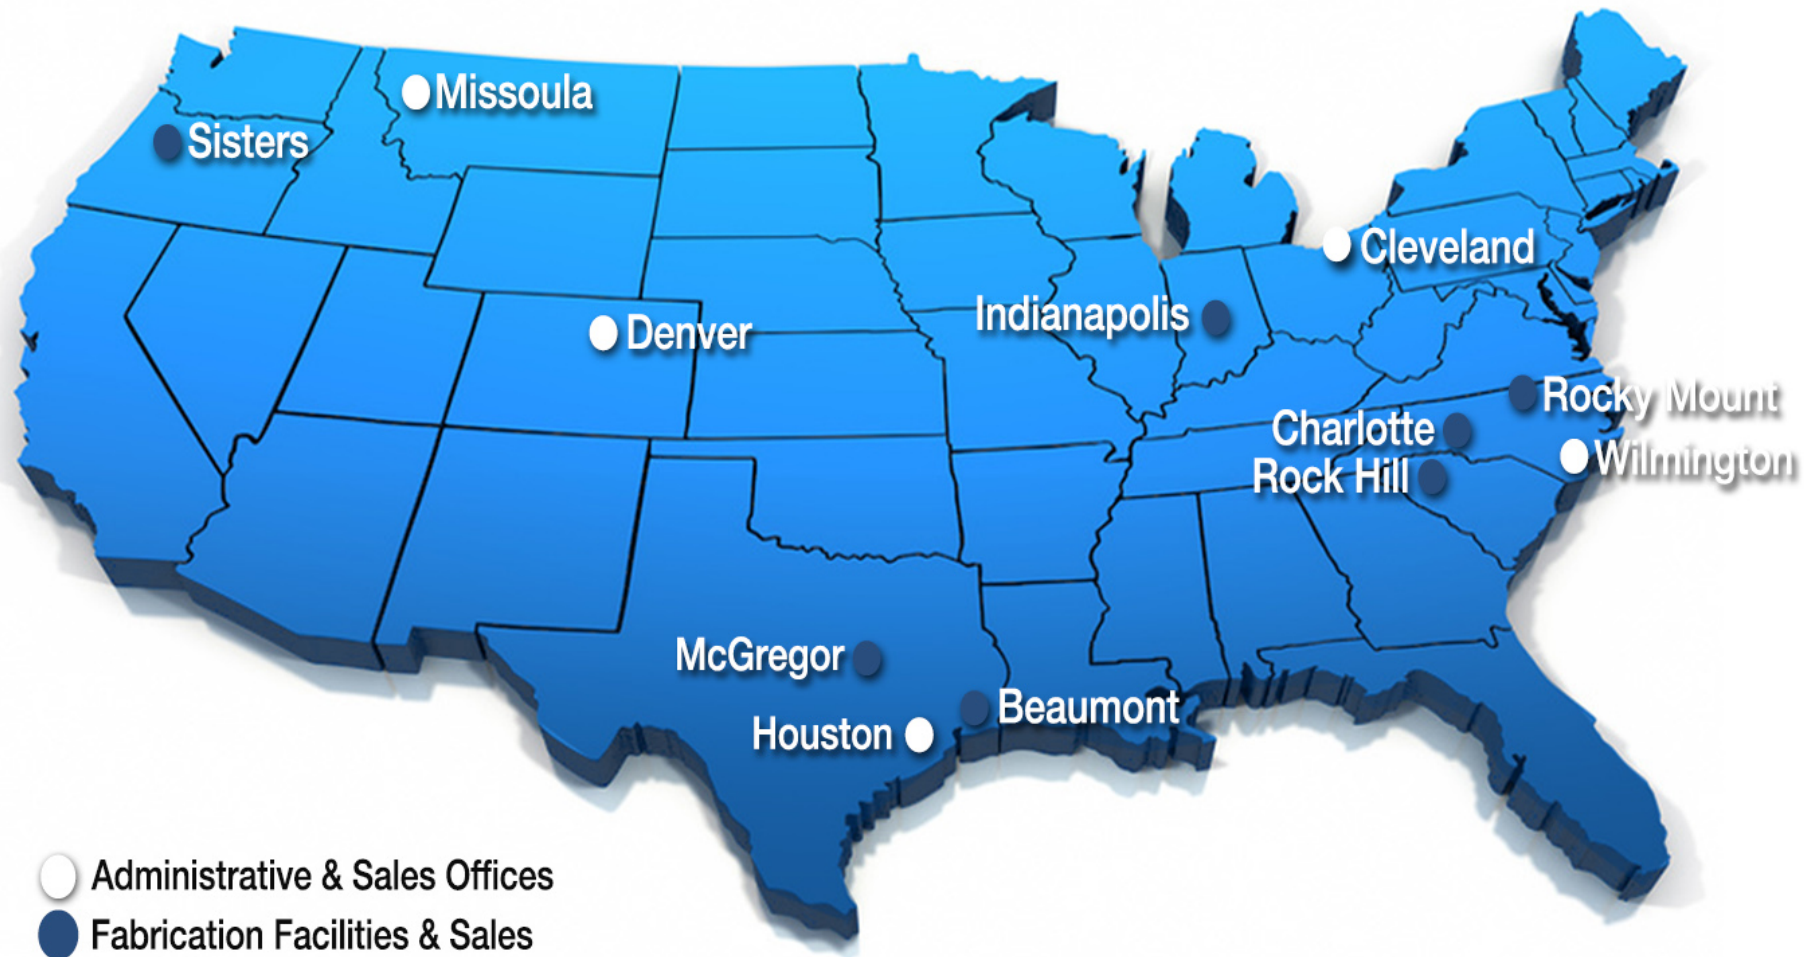 Missoula
Sisters
Cleveland
Indianapolis
Denver
Rocky Mount
Charlotte
Wilmington
Rock Hill
McGregor
Beaumont
Houston
Administrative & Sales Offices
Fabrication Facilities & Sales